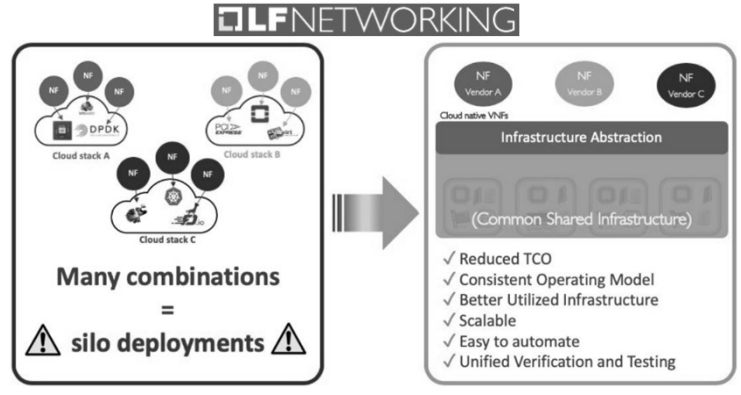 LFNETWORKING
NF
NF
NF
DPDK
Cloud stack A
NF
NF
NF
PCI
EXPRESS
Cloud stack B
NF
NF
NF
Cloud stack C
Many combinations
=
silo deployments
NF
Vendor A
NF
Vendor B
NF
Vendor C
Cloud native VNFs
Infrastructure Abstraction
(Common Shared Infrastructure)
✓ Reduced TCO
✓ Consistent Operating Model
✓ Better Utilized Infrastructure
✓ Scalable
✓ Easy to automate
✓ Unified Verification and Testing